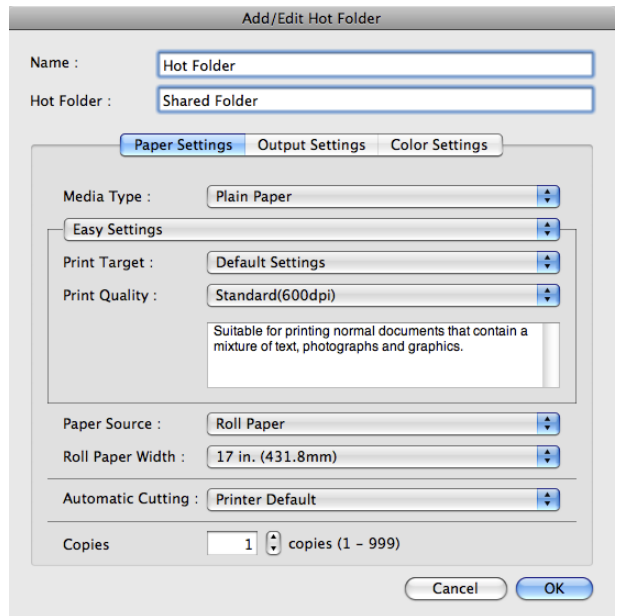 Add/Edit Hot Folder
Name : Hot Folder
Hot Folder : Shared Folder
Paper Settings Output Settings Color Settings
Media Type : Plain Paper
Easy Settings
Print Target : Default Settings
Print Quality : Standard(600dpi)
Suitable for printing normal documents that contain a
mixture of text, photographs and graphics.
Paper Source : Roll Paper
Roll Paper Width : 17 in. (431.8mm)
Automatic Cutting : Printer Default
Copies 1 copies (1 – 999)
Cancel OK